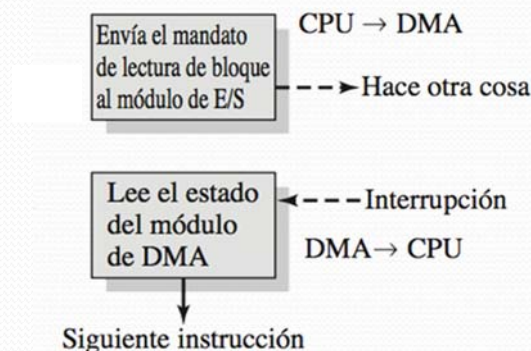 Envía el mandato
de lectura de bloque
al módulo de E/S
CPU → DMA
Hace otra cosa
Lee el estado
del módulo
de DMA
Interrupción
DMA→ CPU
Siguiente instrucción